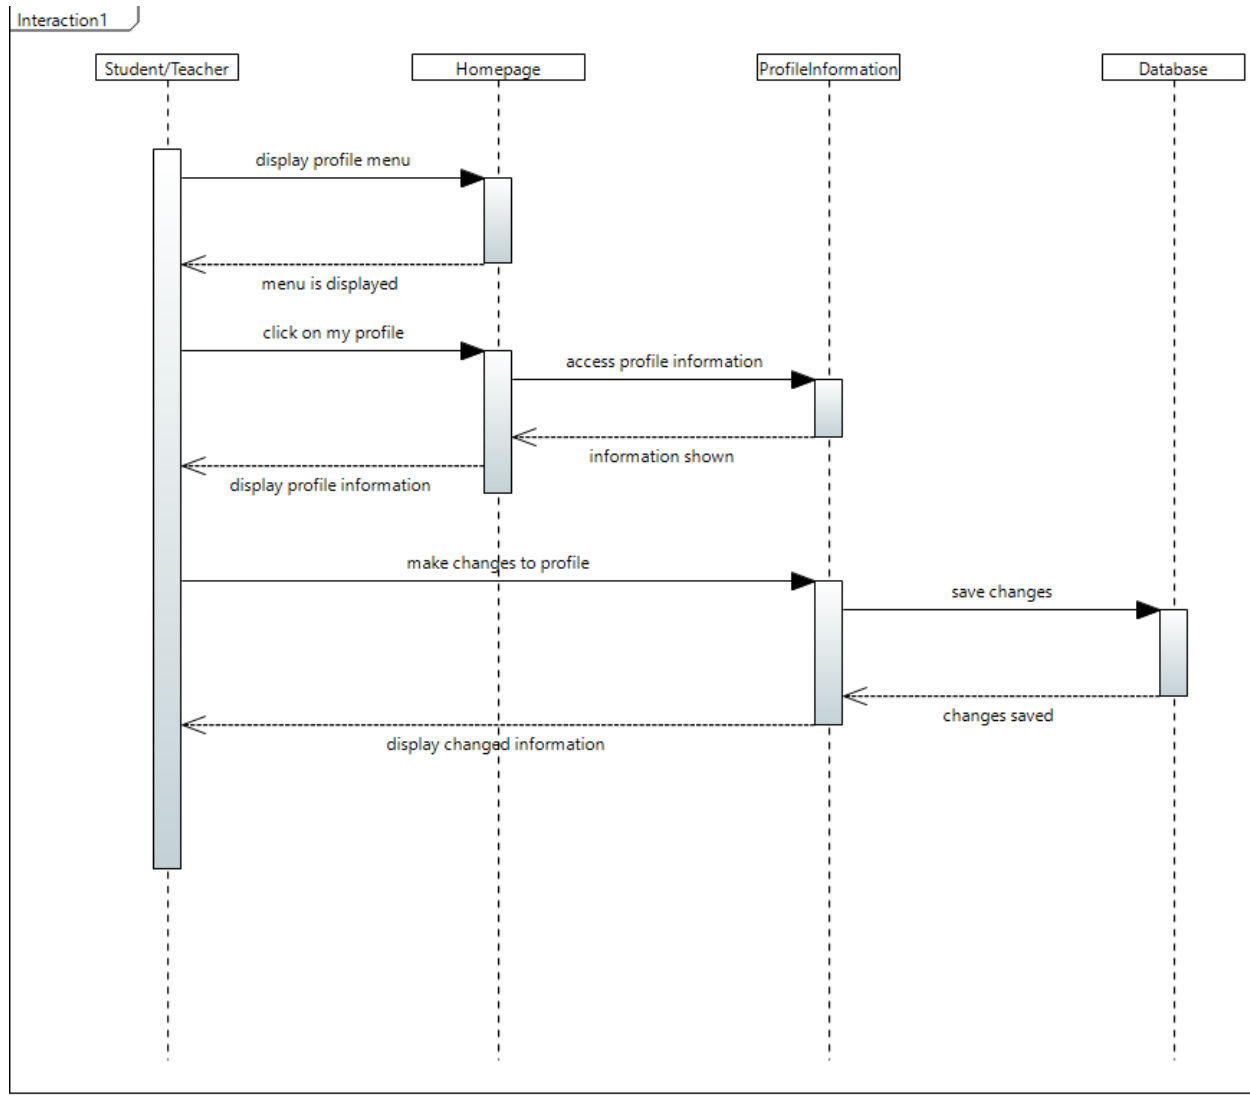 Interaction1
Student/Teacher
Homepage
ProfileInformation
Database
display profile menu
menu is displayed
click on my profile
access profile information
information shown
display profile information
make changes to profile
save changes
changes saved
display changed information